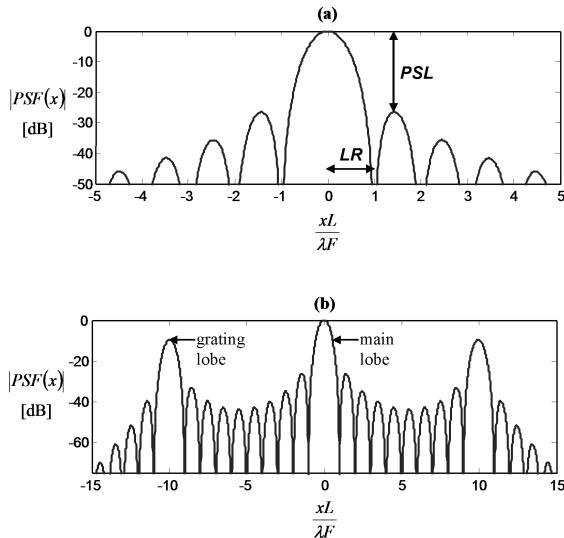 (a)
0
-10
-20
-30
-40
-50
|PSF(x)|
[dB]
PSL
LR
-5 -4 -3 -2 -1 0 1 2 3 4 5
xL
λF
(b)
0
-20
-40
-60
|PSF(x)|
[dB]
grating
lobe
main
lobe
-15 -10 -5 0 5 10 15
xL
λF